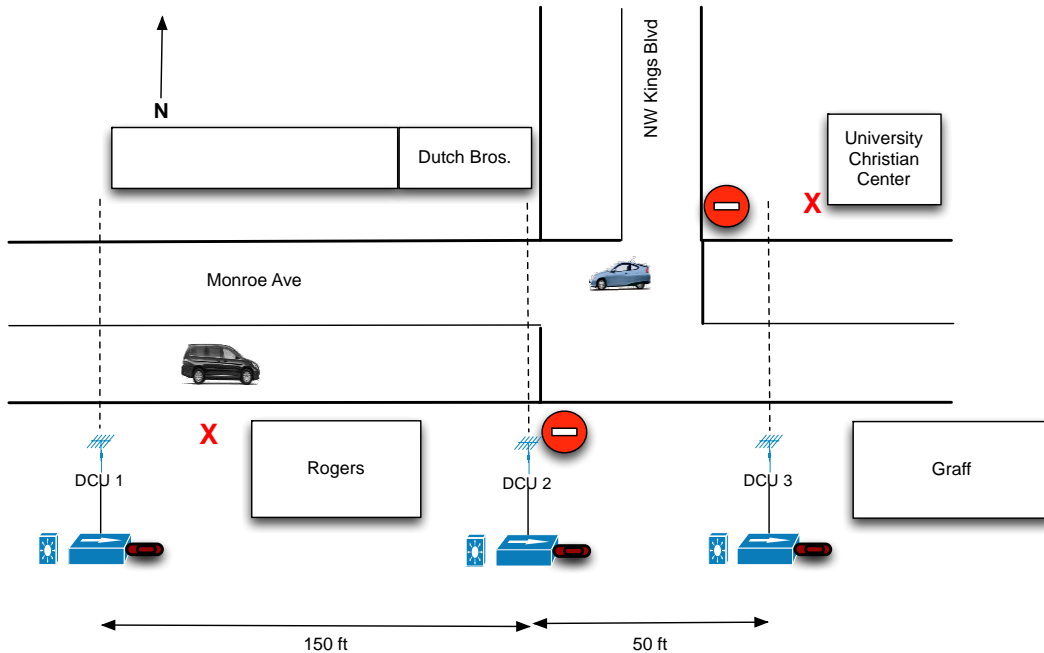 N
NW Kings Blvd
Dutch Bros.
University
Christian
Center
X
Monroe Ave
X
Rogers
Graff
DCU 1
DCU 2
DCU 3
150 ft
50 ft